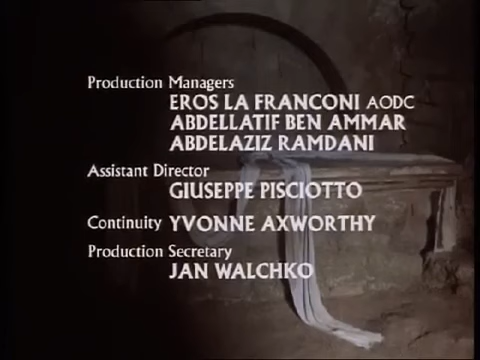 Production Managers
EROS LA FRANCONI AODC
ABDELLATIF BEN AMMAR
ABDELAZIZ RAMDANI
Assistant Director
GIUSEPPE PISCIOTTO
Continuity YVONNE AXWORTHY
Production Secretary
JAN WALCHKO